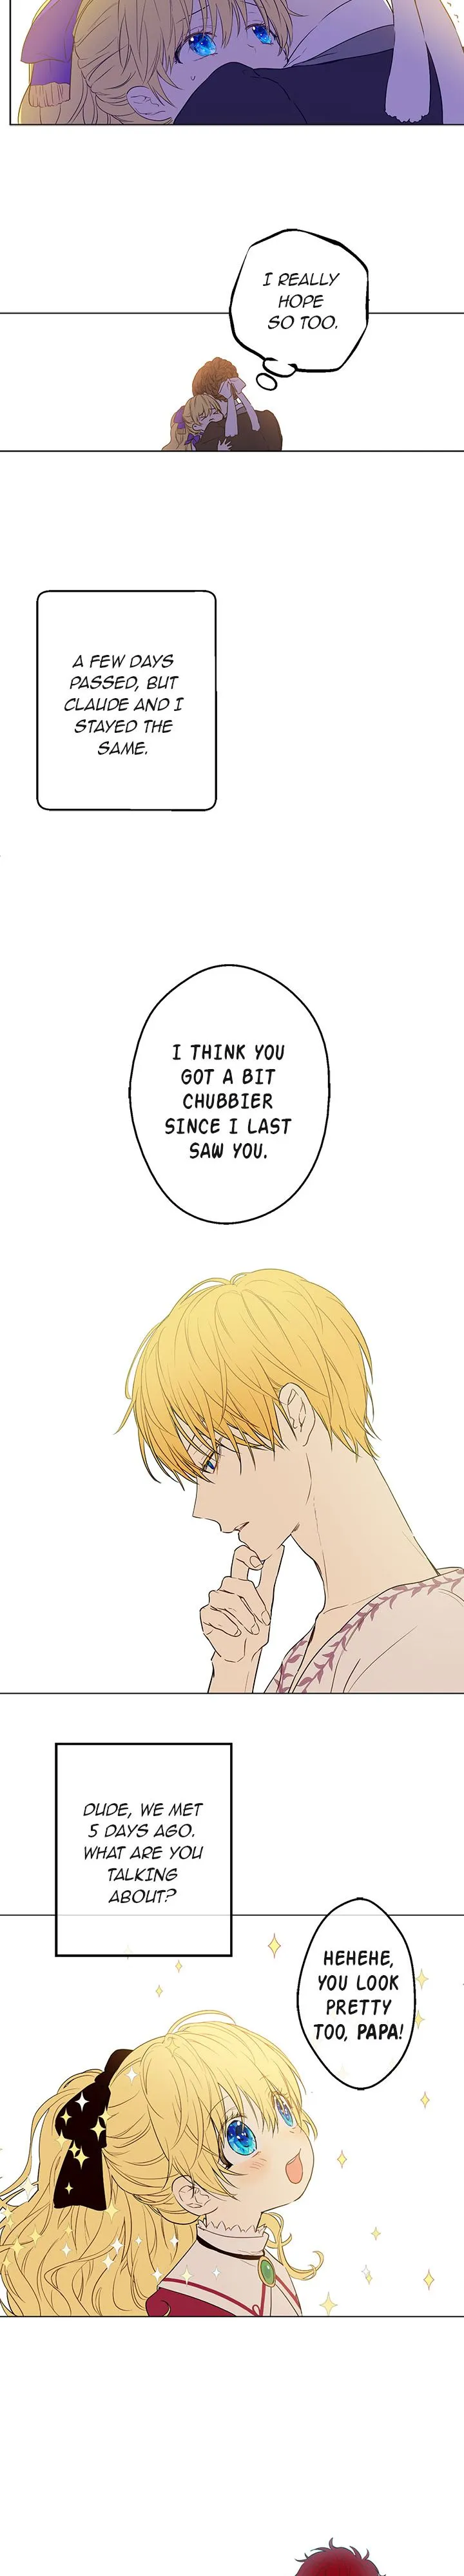 I REALLY
HOPE
SO TOO.
A FEW DAYS
PASSED, BUT
CLAUDE AND I
STAYED THE
SAME.
I THINK YOU
GOT A BIT
CHUBBIER
SINCE I LAST
SAW YOU.
DUDE, WE MET
5 DAYS AGO.
WHAT ARE YOU
TALKING
ABOUT?
HEHEHE,
YOU LOOK
PRETTY
TOO, PAPA!